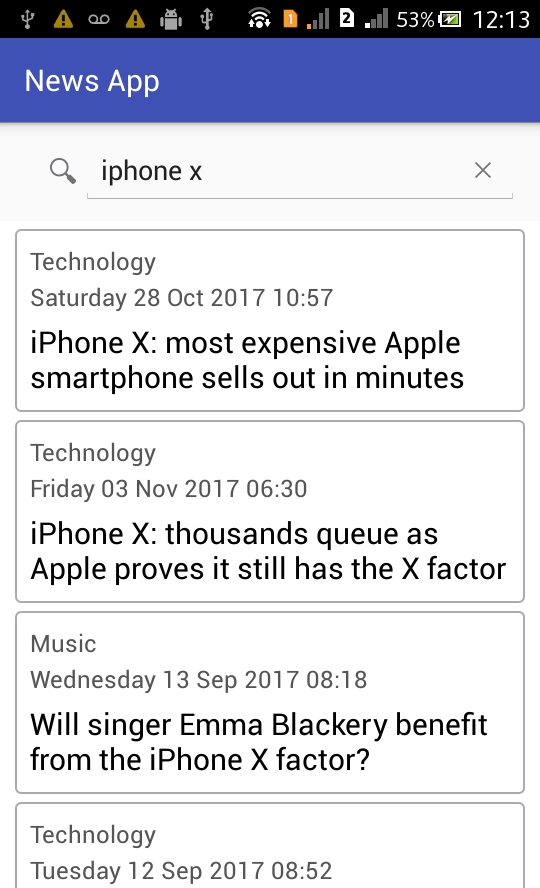 1 2 53% 12:13
News App
iphone x
Technology
Saturday 28 Oct 2017 10:57
iPhone X: most expensive Apple
smartphone sells out in minutes
Technology
Friday 03 Nov 2017 06:30
iPhone X: thousands queue as
Apple proves it still has the X factor
Music
Wednesday 13 Sep 2017 08:18
Will singer Emma Blackery benefit
from the iPhone X factor?
Technology
Tuesday 12 Sep 2017 08:52